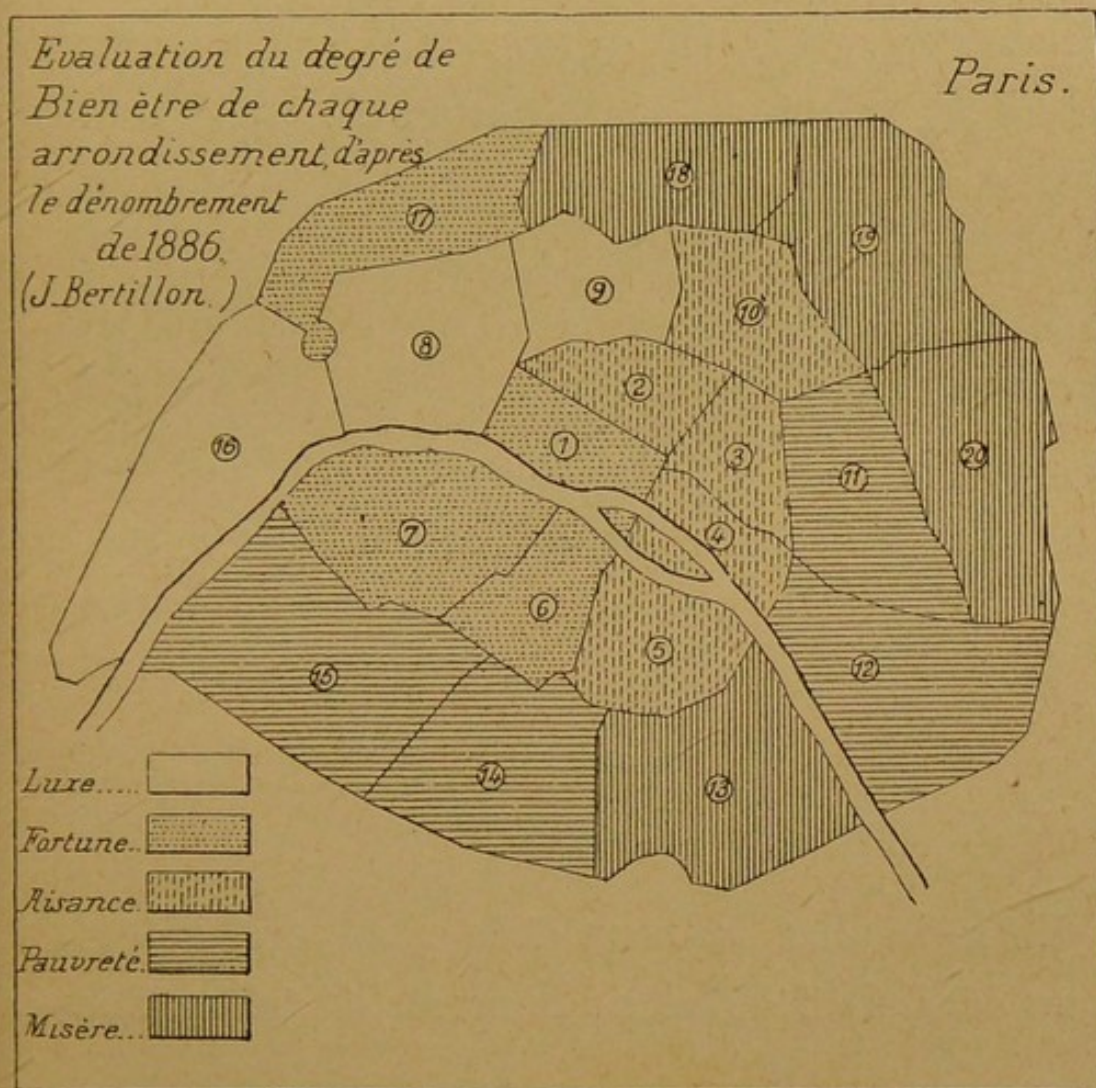 Evaluation du degré de
Bien être de chaque
arrondissement, d'après
le dénombrement
de 1886.
(J. Bertillon.)
Paris.
18
17
19
9
10
8
2
16
1
3
11
20
7
4
6
5
15
12
14
13
Luxe.....
Fortune..
Aisance.
Pauvreté.
Misère...